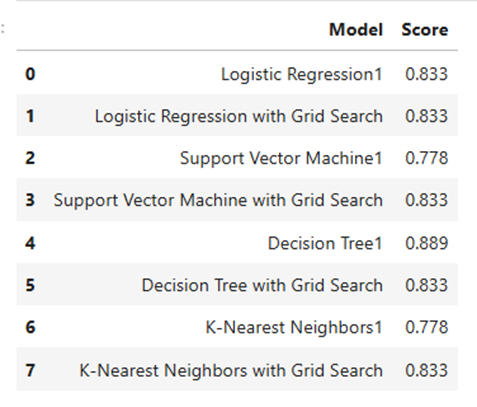 :
Model Score
0 Logistic Regression1 0.833
1 Logistic Regression with Grid Search 0.833
2 Support Vector Machine1 0.778
3 Support Vector Machine with Grid Search 0.833
4 Decision Tree1 0.889
5 Decision Tree with Grid Search 0.833
6 K-Nearest Neighbors1 0.778
7 K-Nearest Neighbors with Grid Search 0.833